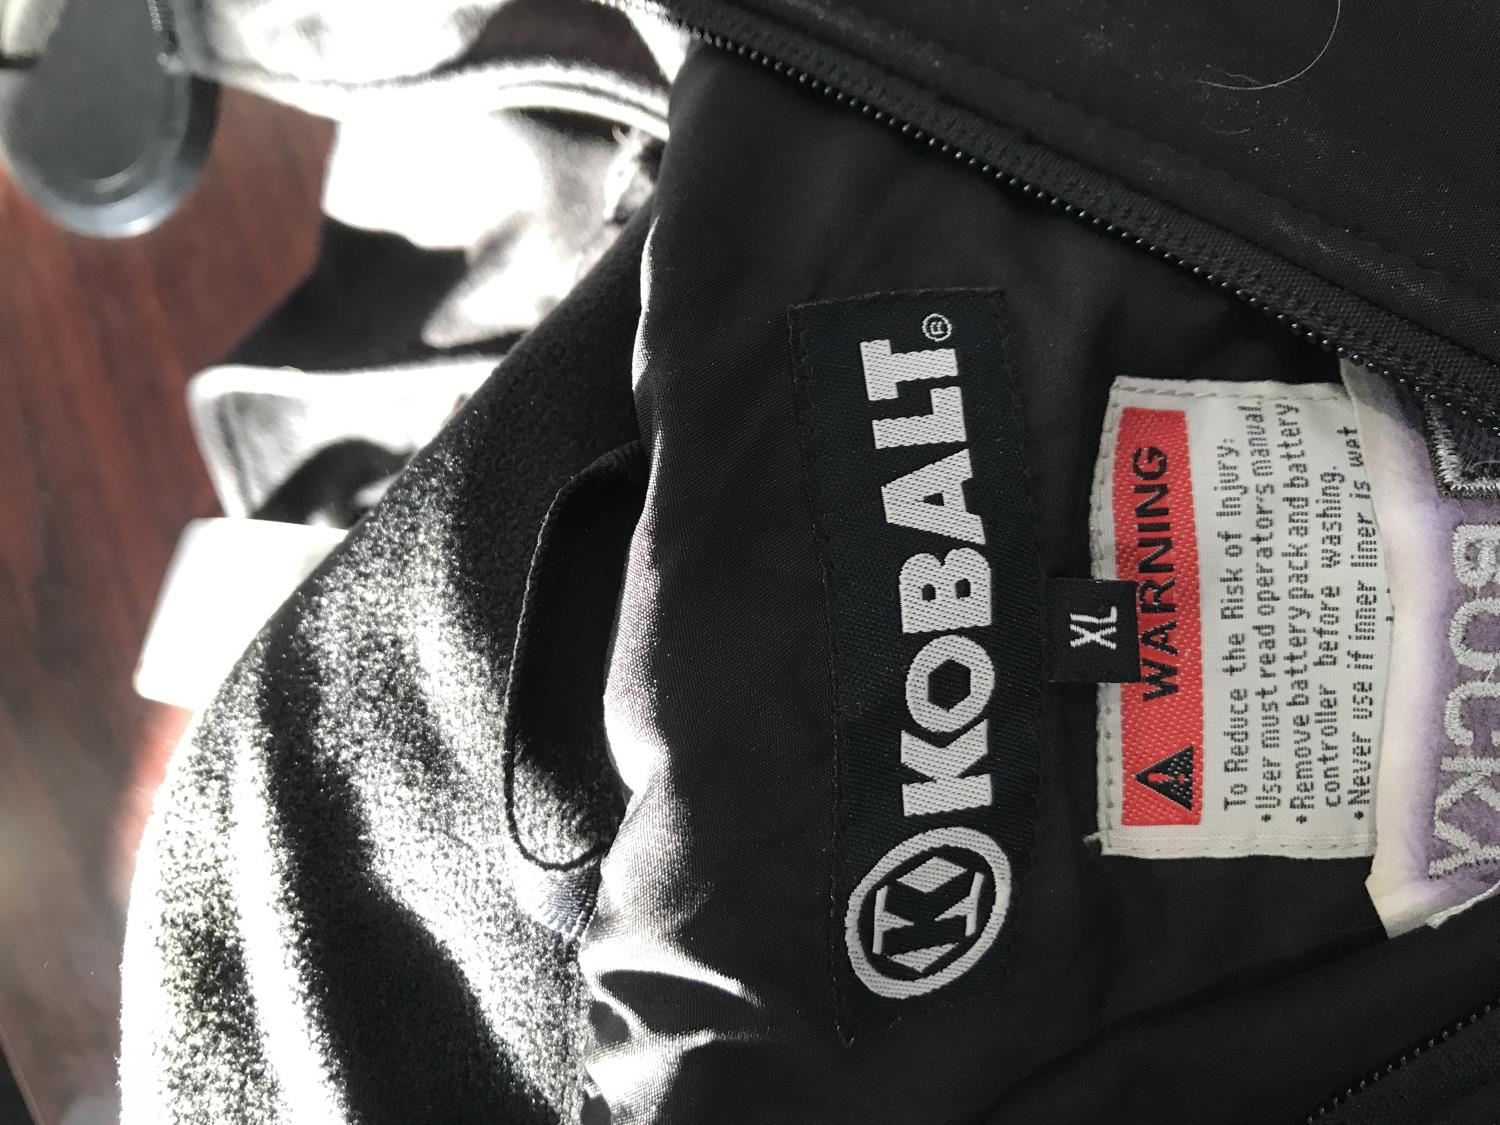 KOBALT®
K
XL
WARNING
To Reduce the Risk of Injury:
•User must read operator's manual.
•Remove battery pack and battery
controller before washing.
•Never use if inner liner is wet